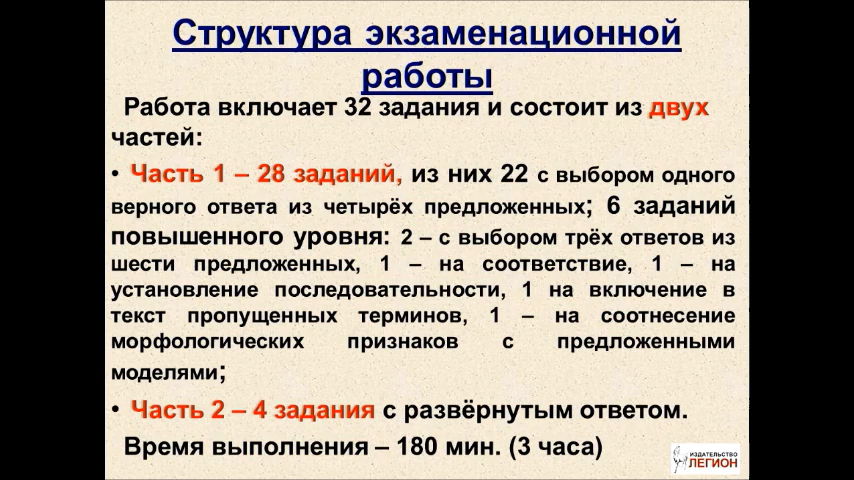 Структура экзаменационной
работы
Работа включает 32 задания и состоит из двух
частей:
• Часть 1 – 28 заданий, из них 22 с выбором одного
верного ответа из четырёх предложенных; 6 заданий
повышенного уровня: 2 – с выбором трёх ответов из
шести предложенных, 1 – на соответствие, 1 – на
установление последовательности, 1 на включение в
текст пропущенных терминов, 1 – на соотнесение
морфологических признаков с предложенными
моделями;
• Часть 2 – 4 задания с развёрнутым ответом.
Время выполнения – 180 мин. (3 часа)
ИЗДАТЕЛЬСТВО
ЛЕГИОН